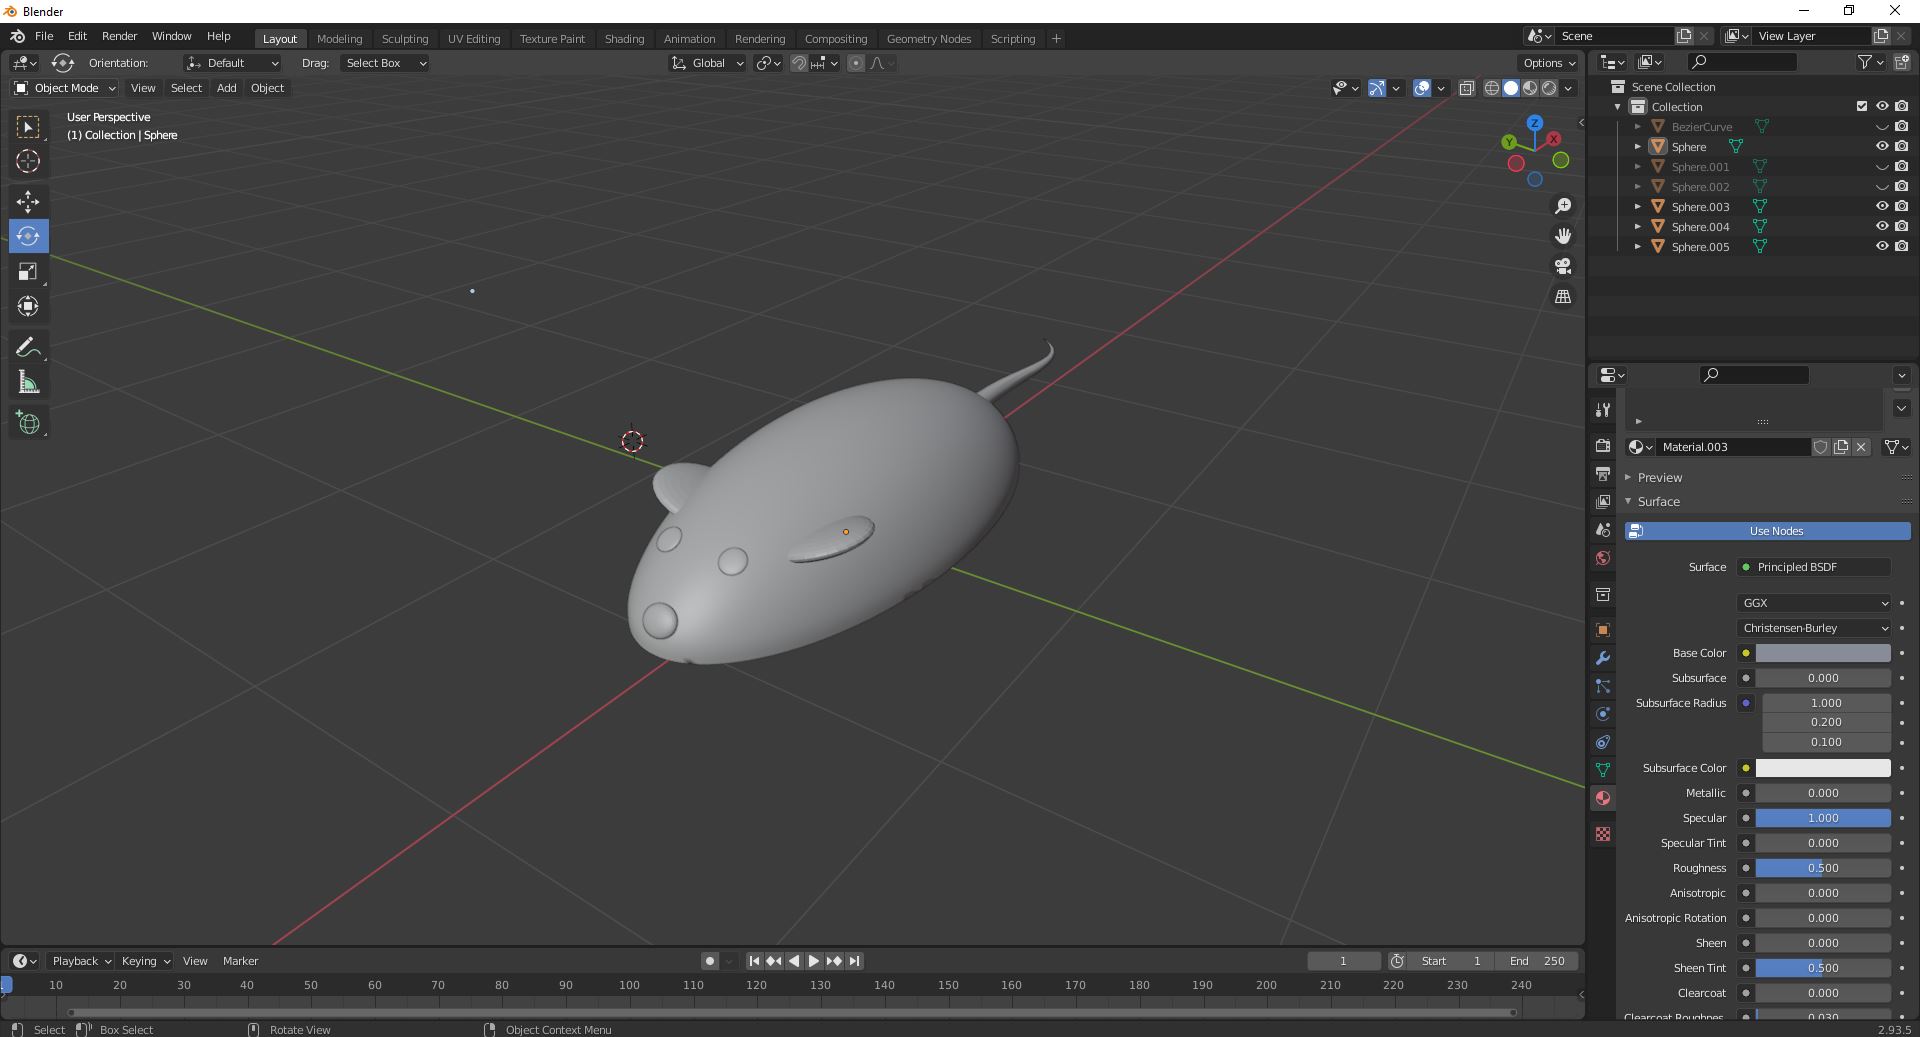 Blender
File Edit Render Window Help Layout Modeling Sculpting UV Editing Texture Paint Shading Animation Rendering Compositing Geometry Nodes Scripting + Scene View Layer
Orientation: Default Drag: Select Box Global Options
Object Mode View Select Add Object
User Perspective
(1) Collection | Sphere
Z
Y
X
Scene Collection
Collection
BezierCurve
Sphere
Sphere.001
Sphere.002
Sphere.003
Sphere.004
Sphere.005
Material.003
Preview
Surface
Use Nodes
Surface Principled BSDF
GGX
Christensen-Burley
Base Color
Subsurface 0.000
Subsurface Radius 1.000
0.200
0.100
Subsurface Color
Metallic 0.000
Specular 1.000
Specular Tint 0.000
Roughness 0.500
Anisotropic 0.000
Anisotropic Rotation 0.000
Sheen 0.000
Sheen Tint 0.500
Clearcoat 0.000
Clearcoat Roughnes 0.030
Playback Keying View Marker 1 Start 1 End 250
1 10 20 30 40 50 60 70 80 90 100 110 120 130 140 150 160 170 180 190 200 210 220 230 240
Select Box Select Rotate View Object Context Menu 2.93.5